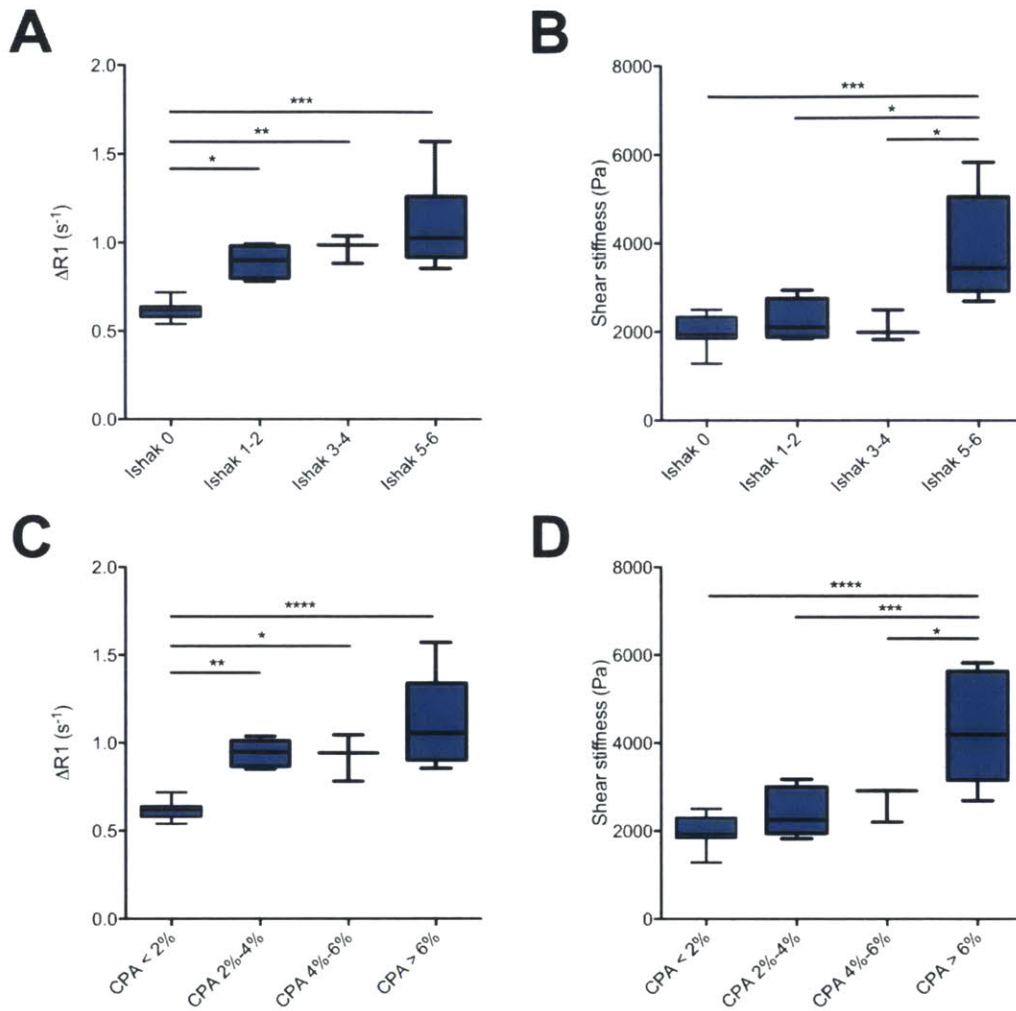 A
2.0
1.5
1.0
0.5
0.0
ΔR1 (s⁻¹)
***
**
*
Ishak 0
Ishak 1-2
Ishak 3-4
Ishak 5-6
B
8000
6000
4000
2000
0
Shear stiffness (Pa)
***
*
*
Ishak 0
Ishak 1-2
Ishak 3-4
Ishak 5-6
C
2.0
1.5
1.0
0.5
0.0
ΔR1 (s⁻¹)
****
*
**
CPA < 2%
CPA 2%-4%
CPA 4%-6%
CPA > 6%
D
8000
6000
4000
2000
0
Shear stiffness (Pa)
****
***
*
CPA < 2%
CPA 2%-4%
CPA 4%-6%
CPA > 6%